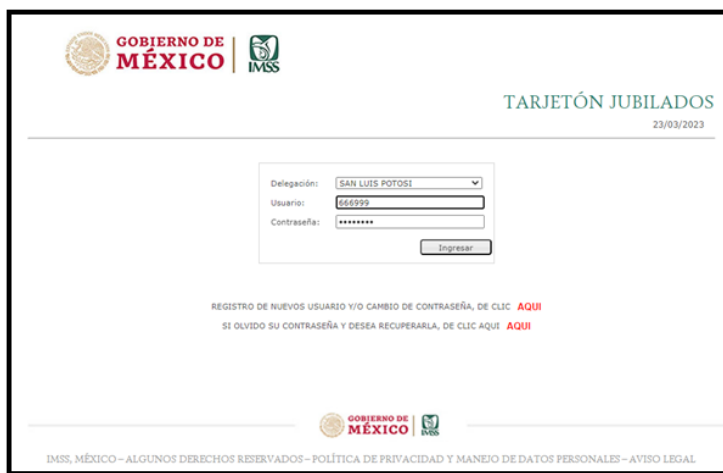 GOBIERNO DE
MÉXICO
IMSS
TARJETÓN JUBILADOS
23/03/2023
Delegación: SAN LUIS POTOSI
Usuario: 666999
Contraseña: ••••••••
Ingresar
REGISTRO DE NUEVOS USUARIO Y/O CAMBIO DE CONTRASEÑA, DE CLIC AQUI
SI OLVIDO SU CONTRASEÑA Y DESEA RECUPERARLA, DE CLIC AQUI AQUI
GOBIERNO DE
MÉXICO
IMSS
IMSS, MÉXICO – ALGUNOS DERECHOS RESERVADOS – POLÍTICA DE PRIVACIDAD Y MANEJO DE DATOS PERSONALES – AVISO LEGAL